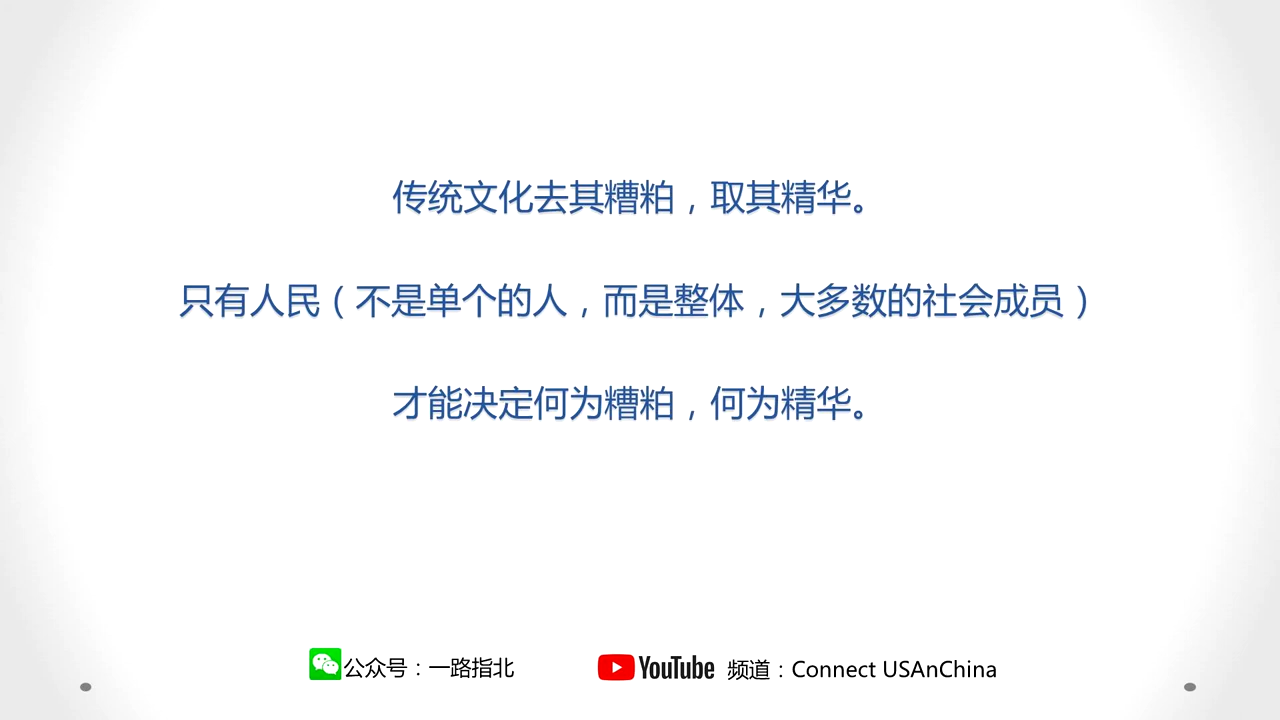 传统文化去其糟粕，取其精华。
只有人民（不是单个的人，而是整体，大多数的社会成员）
才能决定何为糟粕，何为精华。
公众号：一路指北
YouTube 频道：Connect USAnChina